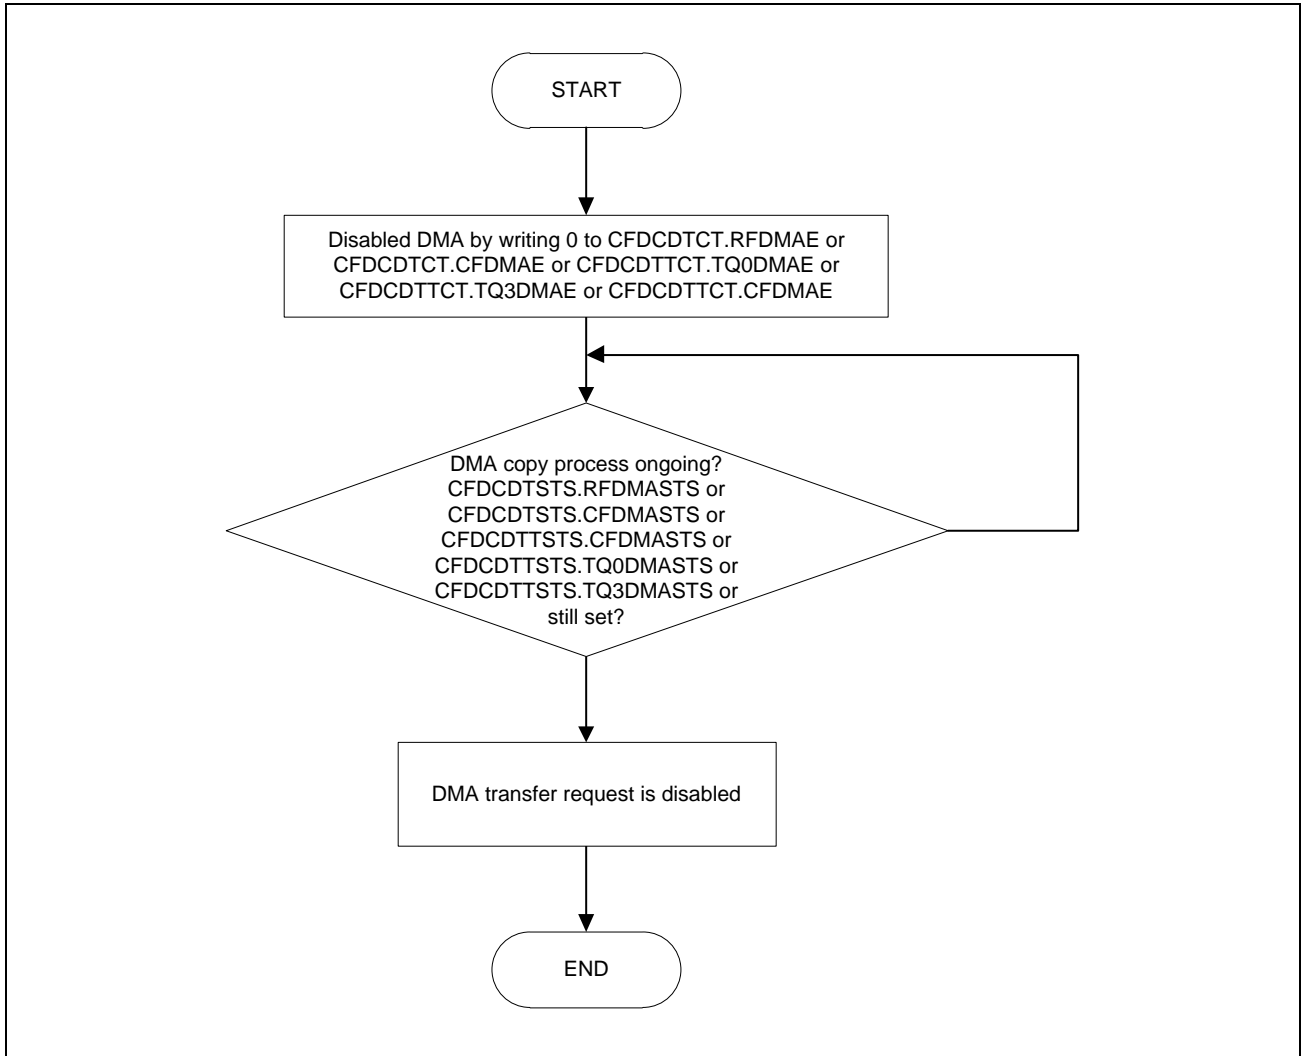 START
Disabled DMA by writing 0 to CFDCDTCT.RFDMAE or
CFDCDTCT.CFDMAE or CFDCDTTCT.TQ0DMAE or
CFDCDTTCT.TQ3DMAE or CFDCDTTCT.CFDMAE
DMA copy process ongoing?
CFDCDTSTS.RFDMASTS or
CFDCDTSTS.CFDMASTS or
CFDCDTTSTS.CFDMASTS or
CFDCDTTSTS.TQ0DMASTS or
CFDCDTTSTS.TQ3DMASTS or
still set?
DMA transfer request is disabled
END